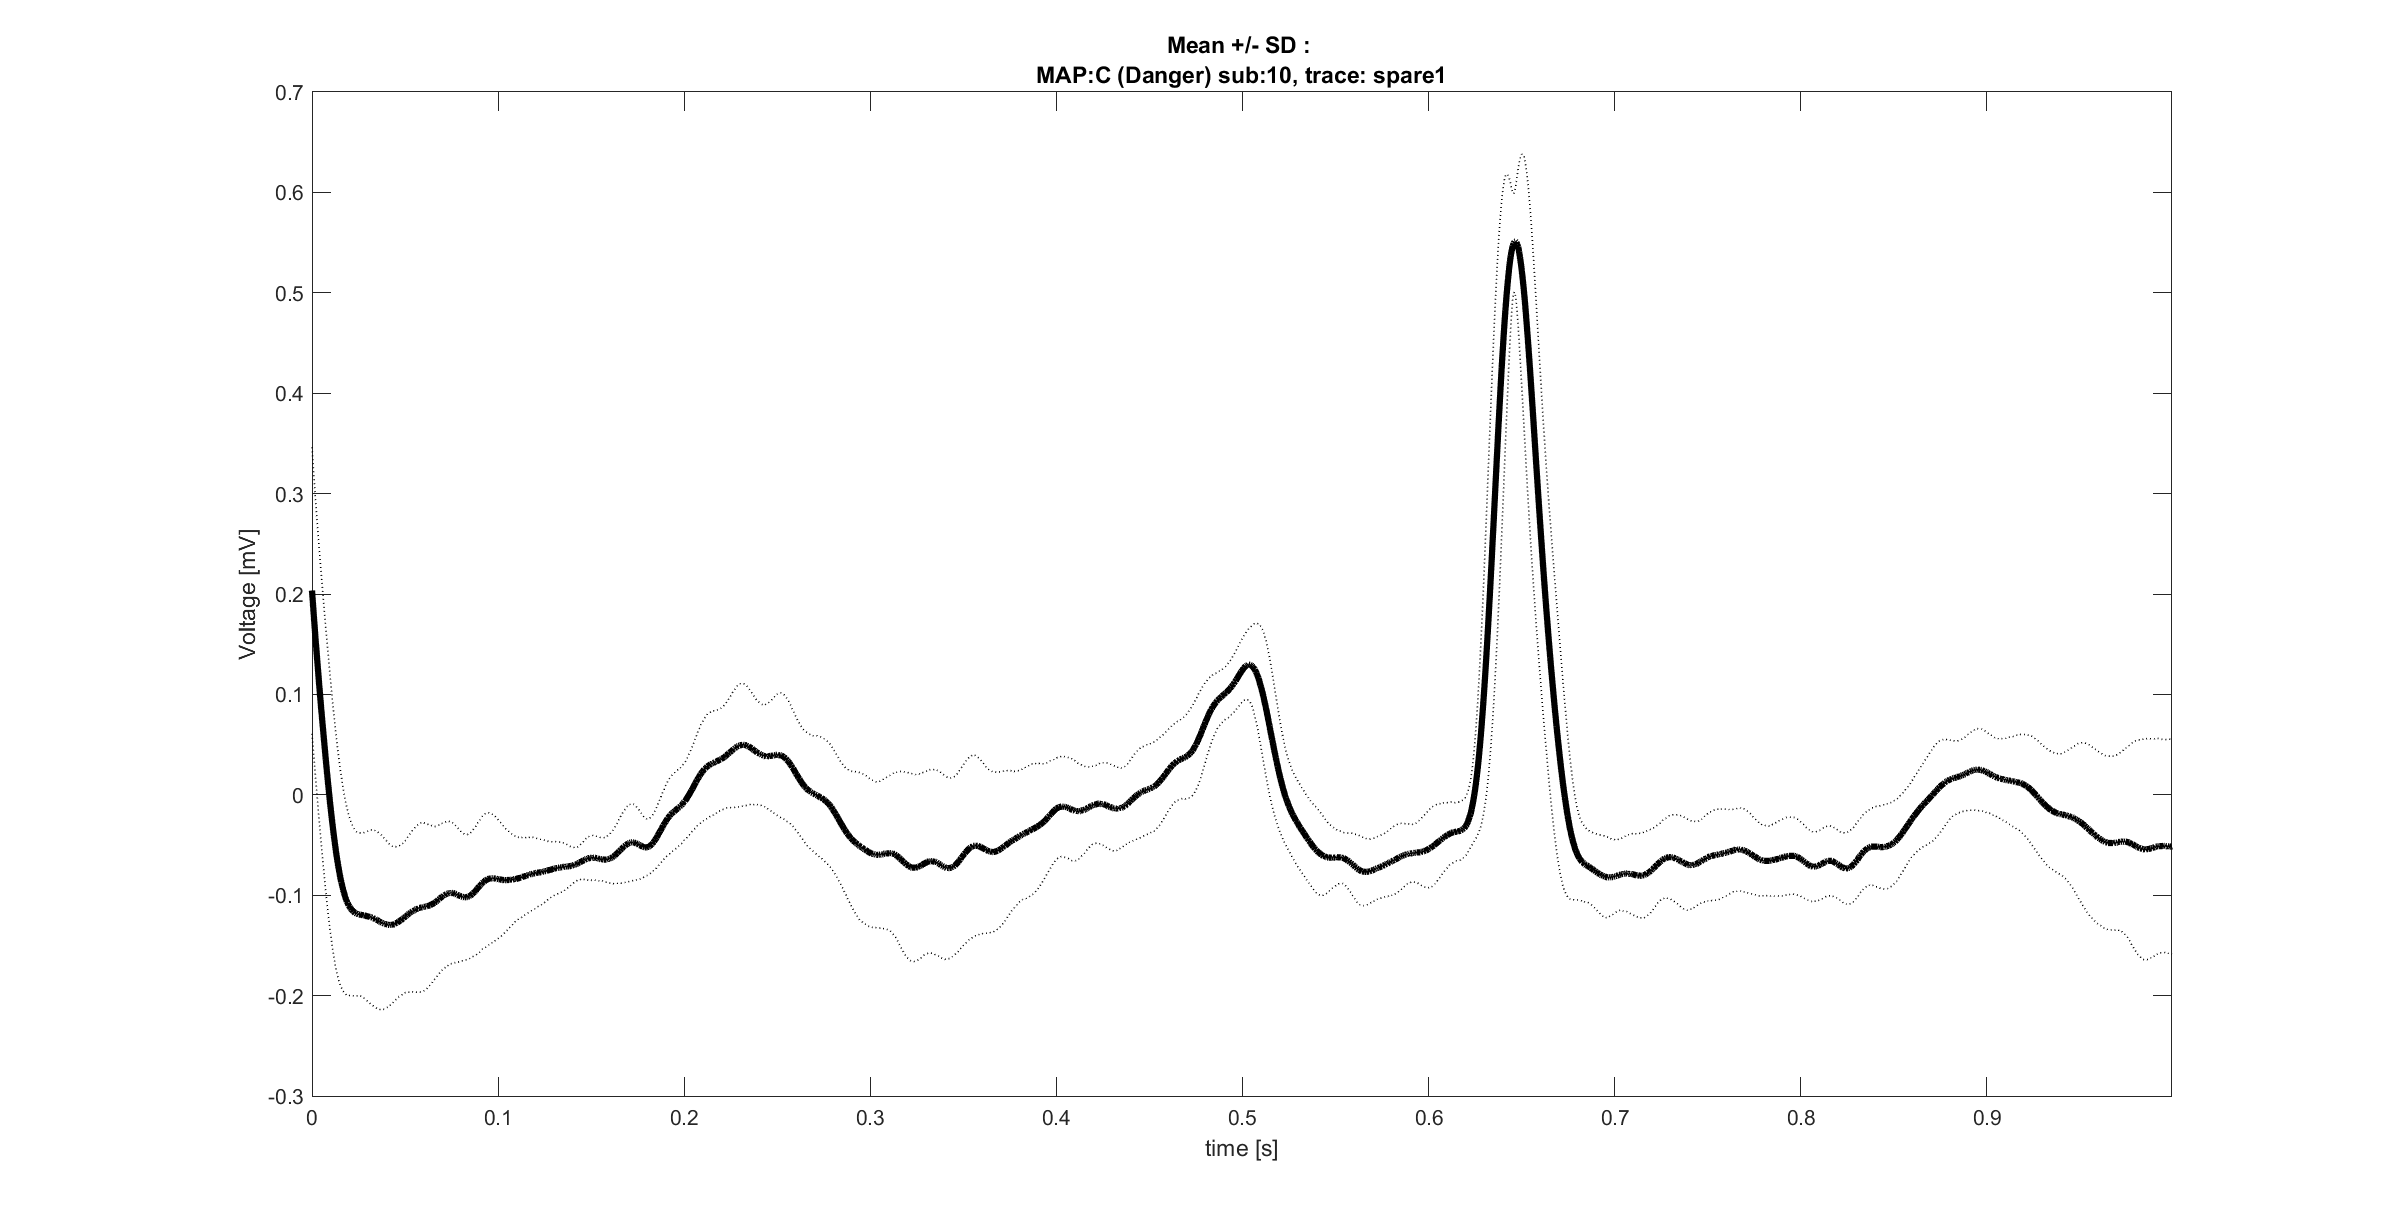 Mean +/- SD :
MAP:C (Danger) sub:10, trace: spare1
0.7
0.6
0.5
0.4
0.3
0.2
0.1
0
-0.1
-0.2
-0.3
Voltage [mV]
0 0.1 0.2 0.3 0.4 0.5 0.6 0.7 0.8 0.9
time [s]